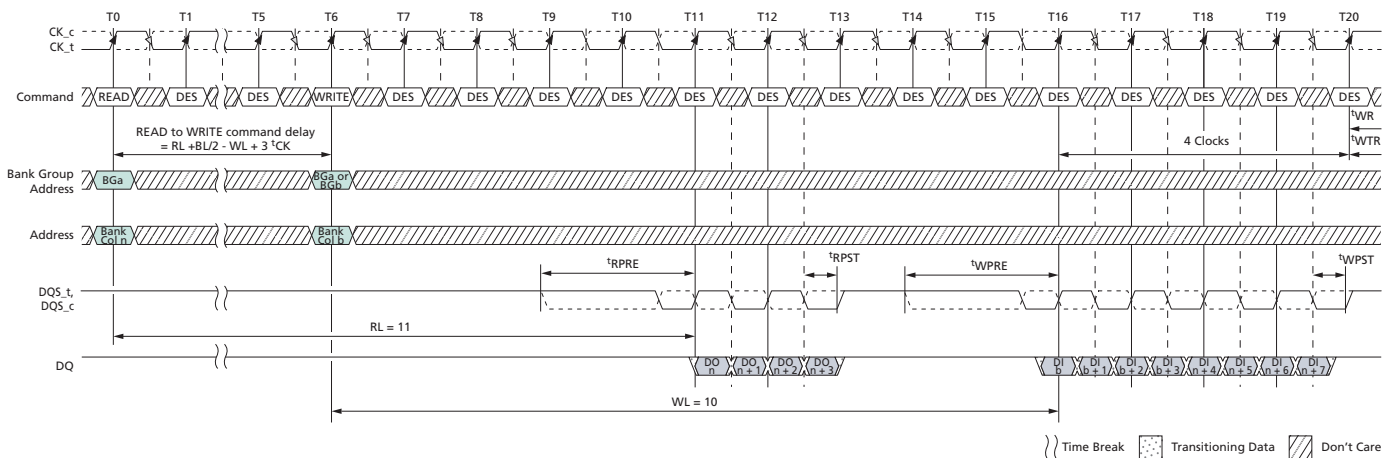 T0 T1 T5 T6 T7 T8 T9 T10 T11 T12 T13 T14 T15 T16 T17 T18 T19 T20
CK_c
CK_t
Command READ DES DES WRITE DES DES DES DES DES DES DES DES DES DES DES DES DES DES
tWR
READ to WRITE command delay
= RL +BL/2 - WL + 3 tCK
4 Clocks
tWTR
Bank Group
Address
BGa
BGa or
BGb
Address
Bank
Col n
Bank
Col b
tRPRE
tRPST
tWPRE
tWPST
DQS_t,
DQS_c
RL = 11
DQ
DO
n
DO
n + 1
DO
n + 2
DO
n + 3
DI
b
DI
b + 1
DI
b + 2
DI
b + 3
DI
n + 4
DI
n + 5
DI
n + 6
DI
n + 7
WL = 10
Time Break Transitioning Data Don't Care